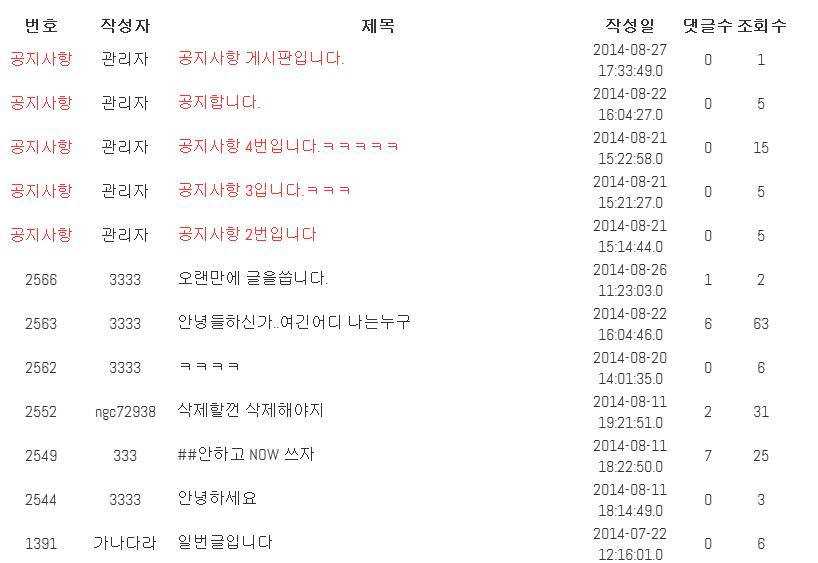 번호 작성자 제목 작성일 댓글수 조회수
공지사항 관리자 공지사항 게시판입니다. 2014-08-27 17:33:49.0 0 1
공지사항 관리자 공지합니다. 2014-08-22 16:04:27.0 0 5
공지사항 관리자 공지사항 4번입니다.ㅋㅋㅋㅋㅋ 2014-08-21 15:22:58.0 0 15
공지사항 관리자 공지사항 3입니다.ㅋㅋㅋ 2014-08-21 15:21:27.0 0 5
공지사항 관리자 공지사항 2번입니다 2014-08-21 15:14:44.0 0 5
2566 3333 오랜만에 글을씁니다. 2014-08-26 11:23:03.0 1 2
2563 3333 안녕들하신가..여긴어디 나는누구 2014-08-22 16:04:46.0 6 63
2562 3333 ㅋㅋㅋㅋ 2014-08-20 14:01:35.0 0 6
2552 ngc72938 삭제할껀 삭제해야지 2014-08-11 19:21:51.0 2 31
2549 333 ##안하고 NOW 쓰자 2014-08-11 18:22:50.0 7 25
2544 3333 안녕하세요 2014-08-11 18:14:49.0 0 3
1391 가나다라 일번글입니다 2014-07-22 12:16:01.0 0 6